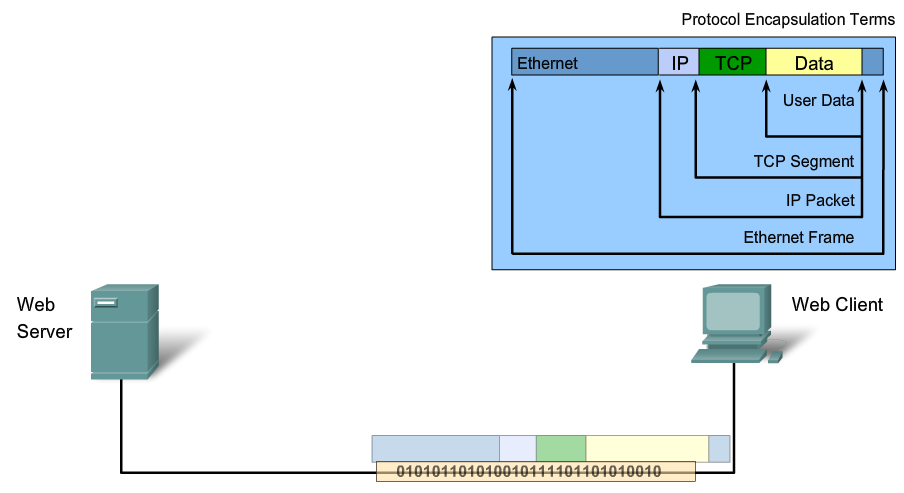 Protocol Encapsulation Terms
Ethernet IP TCP Data
User Data
TCP Segment
IP Packet
Ethernet Frame
Web
Server
Web Client
0101011010100101111101101010010